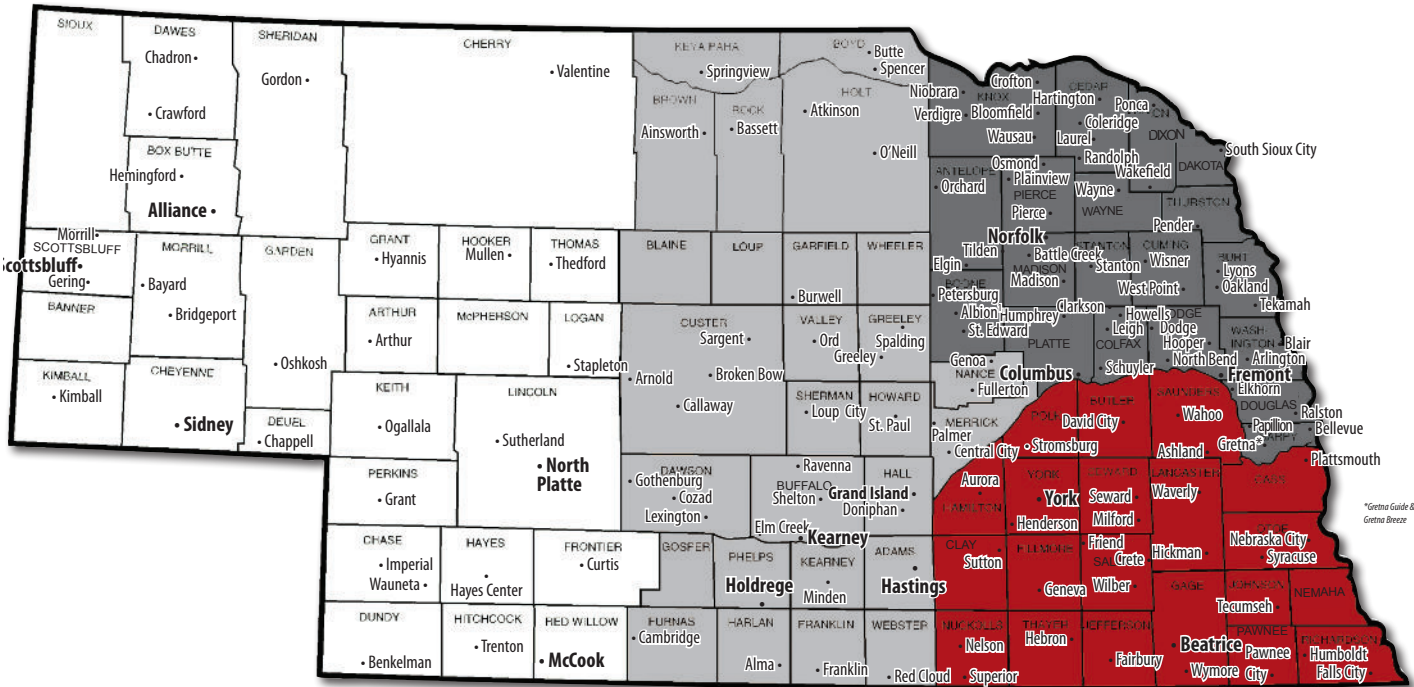 SIOUX
DAWES
Chadron
Crawford
SHERIDAN
Gordon
CHERRY
Valentine
KEYA PAHA
Springview
BOYD
Butte
Spencer
BROWN
Ainsworth
ROCK
Bassett
HOLT
Atkinson
O'Neill
BOX BUTTE
Hemingford
Alliance
Niobrara
Verdigre
KNOX
Crofton
Bloomfield
Wausau
CEDAR
Hartington
Coleridge
Laurel
Randolph
Ponca
DIXON
Wakefield
DAKOTA
South Sioux City
ANTELOPE
Orchard
Osmond
Plainview
PIERCE
Pierce
Wayne
WAYNE
THURSTON
Pender
Morrill
SCOTTSBLUFF
Scottsbluff
Gering
MORRILL
Bayard
Bridgeport
GARDEN
Oshkosh
GRANT
Hyannis
HOOKER
Mullen
THOMAS
Thedford
BLAINE
LOUP
GARFIELD
Burwell
WHEELER
Tilden
Elgin
Norfolk
Battle Creek
MADISON
Madison
STANTON
Stanton
CUMING
Wisner
West Point
BURT
Lyons
Oakland
Tekamah
BANNER
ARTHUR
Arthur
McPHERSON
LOGAN
Stapleton
CUSTER
Sargent
Arnold
Broken Bow
Callaway
VALLEY
Ord
GREELEY
Spalding
Greeley
BOONE
Petersburg
Albion
St. Edward
Humphrey
PLATTE
Clarkson
Howells
Leigh
COLFAX
Schuyler
DODGE
Dodge
Hooper
North Bend
Fremont
WASH-
INGTON
Blair
Arlington
Elkhorn
KIMBALL
Kimball
CHEYENNE
Sidney
DEUEL
Chappell
KEITH
Ogallala
LINCOLN
Sutherland
North
Platte
SHERMAN
Loup City
HOWARD
St. Paul
Genoa
NANCE
Fullerton
Columbus
MERRICK
Palmer
Central City
POLK
Stromsburg
BUTLER
David City
SAUNDERS
Wahoo
Ashland
DOUGLAS
Ralston
Bellevue
Papillion
SARPY
Gretna*
Plattsmouth
PERKINS
Grant
DAWSON
Gothenburg
Cozad
Lexington
BUFFALO
Ravenna
Shelton
Elm Creek
Kearney
HALL
Grand Island
Doniphan
Aurora
HAMILTON
YORK
York
Henderson
SEWARD
Seward
Milford
LANCASTER
Waverly
Hickman
CASS
OTOE
Nebraska City
Syracuse
*Gretna Guide &
Gretna Breeze
CHASE
Imperial
Wauneta
HAYES
Hayes Center
FRONTIER
Curtis
GOSPER
PHELPS
Holdrege
KEARNEY
Minden
ADAMS
Hastings
CLAY
Sutton
FILLMORE
Geneva
Friend
Crete
Wilber
GAGE
JOHNSON
Tecumseh
NEMAHA
DUNDY
Benkelman
HITCHCOCK
Trenton
RED WILLOW
McCook
FURNAS
Cambridge
HARLAN
Alma
FRANKLIN
Franklin
WEBSTER
Red Cloud
NUCKOLLS
Nelson
Superior
THAYER
Hebron
JEFFERSON
Fairbury
Beatrice
Wymore
PAWNEE
Pawnee
City
RICHARDSON
Humboldt
Falls City